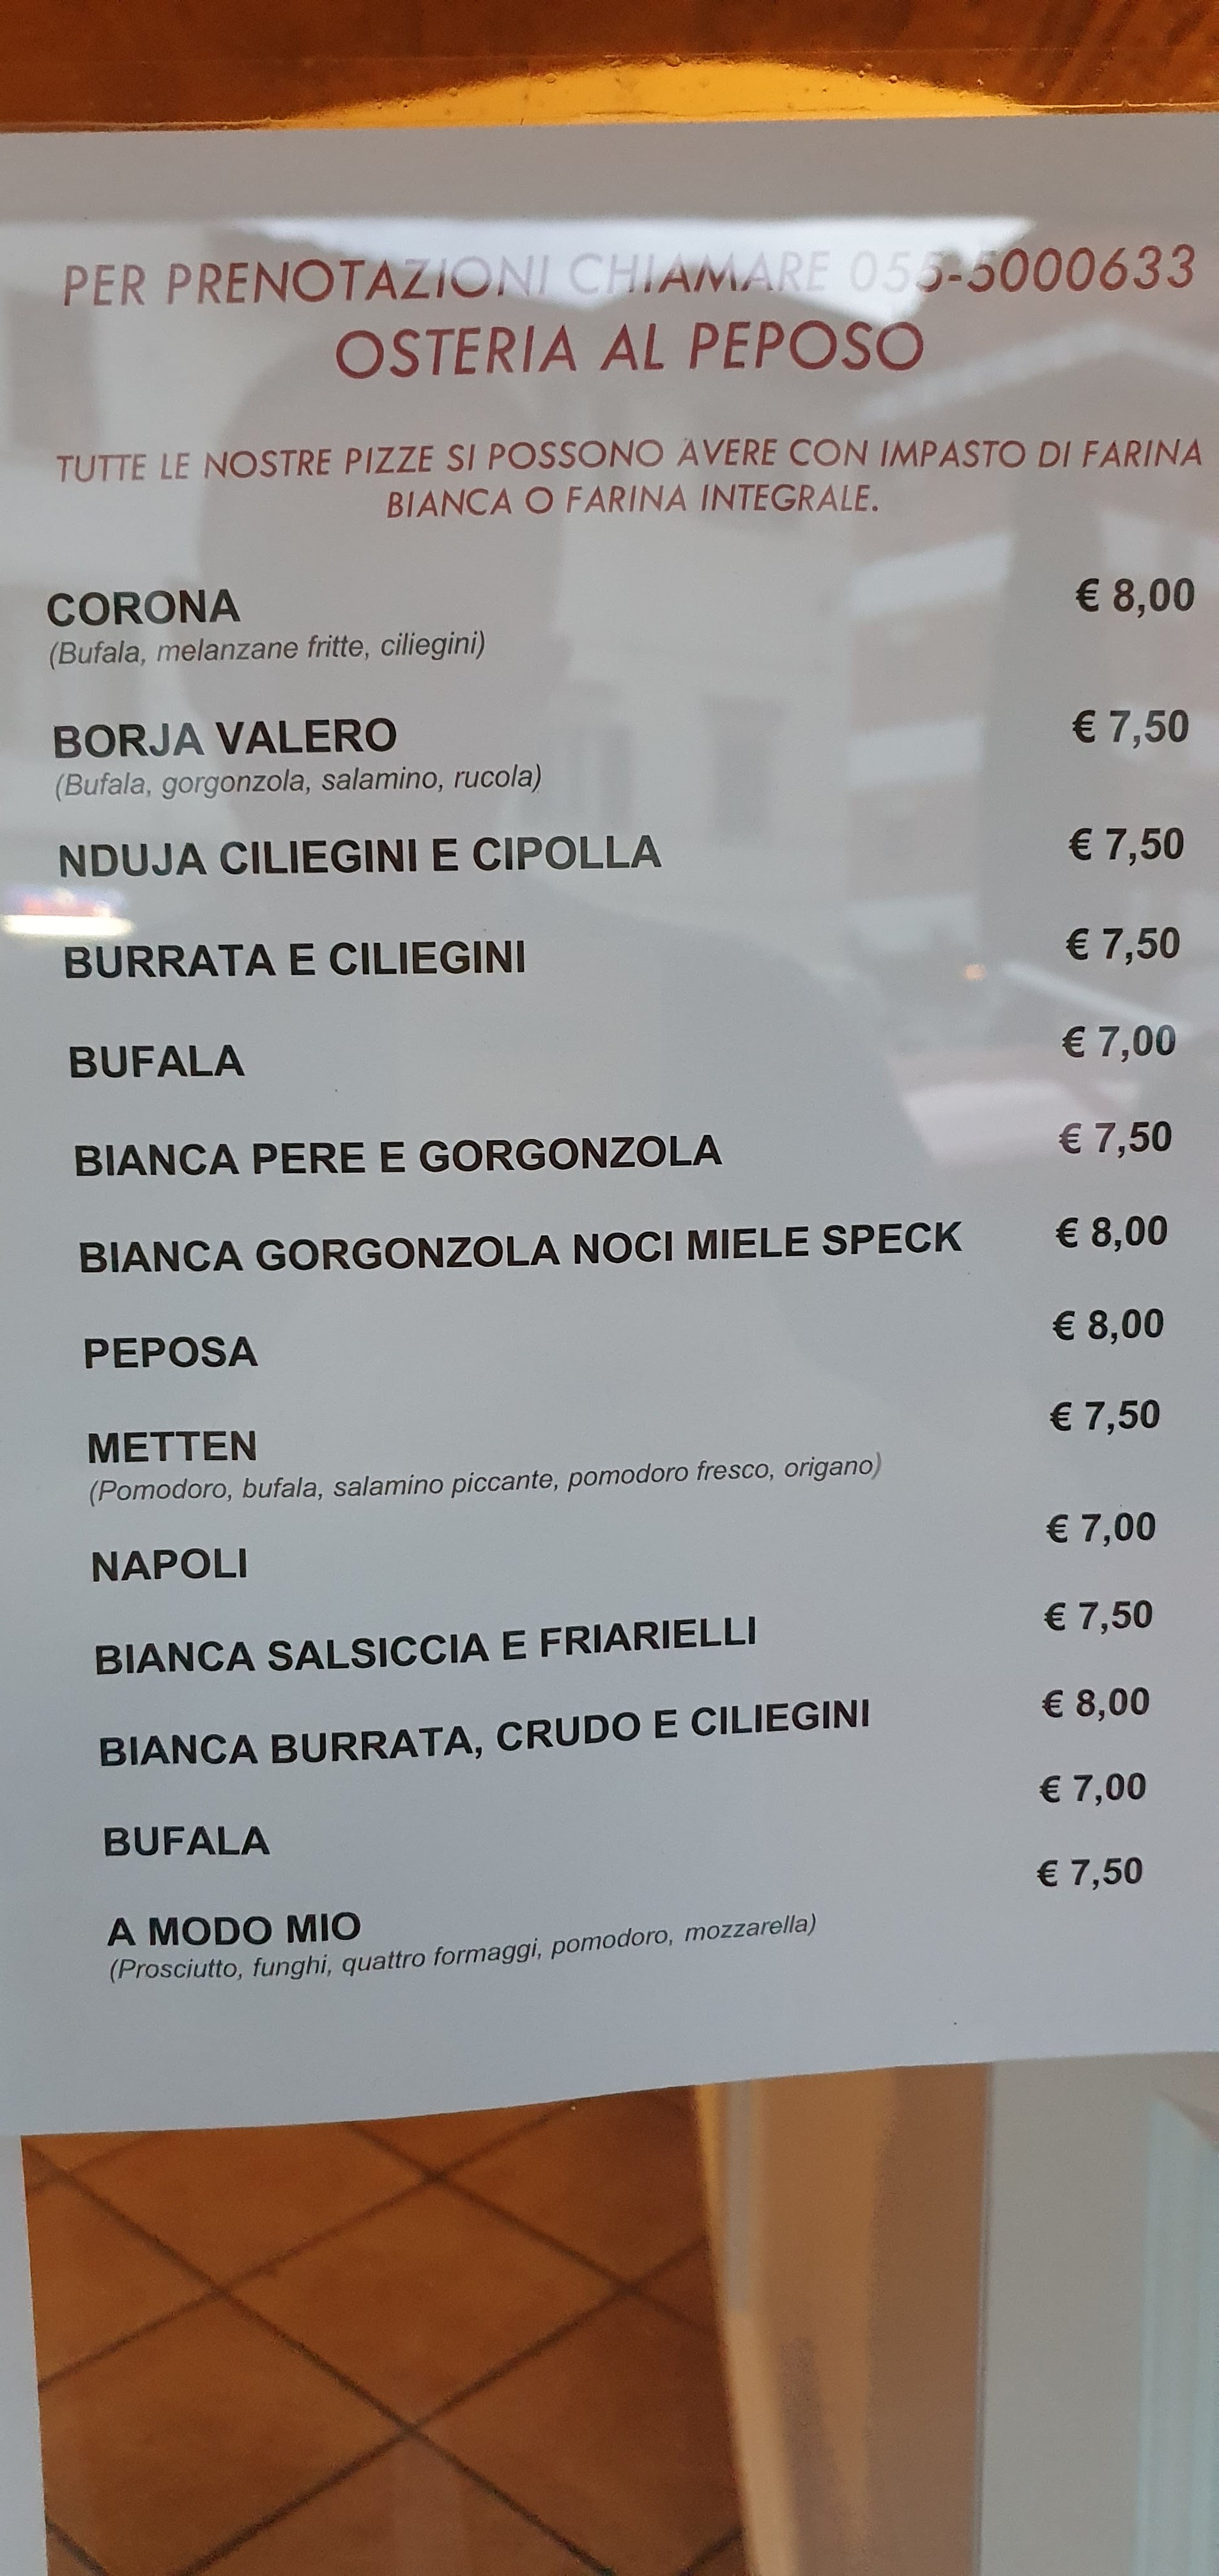 PER PRENOTAZIONI CHIAMARE 055-5000633
OSTERIA AL PEPOSO
TUTTE LE NOSTRE PIZZE SI POSSONO AVERE CON IMPASTO DI FARINA
BIANCA O FARINA INTEGRALE.
CORONA € 8,00
(Bufala, melanzane fritte, ciliegini)
BORJA VALERO € 7,50
(Bufala, gorgonzola, salamino, rucola)
NDUJA CILIEGINI E CIPOLLA € 7,50
BURRATA E CILIEGINI € 7,50
BUFALA € 7,00
BIANCA PERE E GORGONZOLA € 7,50
BIANCA GORGONZOLA NOCI MIELE SPECK € 8,00
PEPOSA € 8,00
METTEN € 7,50
(Pomodoro, bufala, salamino piccante, pomodoro fresco, origano)
NAPOLI € 7,00
BIANCA SALSICCIA E FRIARIELLI € 7,50
BIANCA BURRATA, CRUDO E CILIEGINI € 8,00
BUFALA € 7,00
A MODO MIO € 7,50
(Prosciutto, funghi, quattro formaggi, pomodoro, mozzarella)